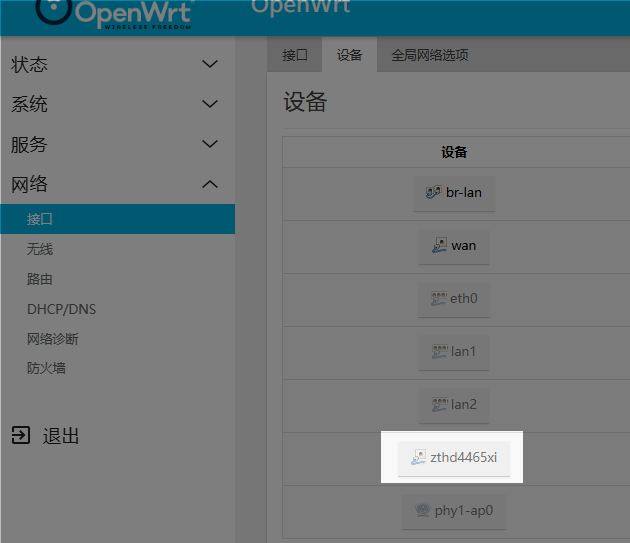 OpenWrt
WIRELESS FREEDOM
OpenWrt
状态
系统
服务
网络
接口
无线
路由
DHCP/DNS
网络诊断
防火墙
退出
接口
设备
全局网络选项
设备
设备
br-lan
wan
eth0
lan1
lan2
zthd4465xi
phy1-ap0